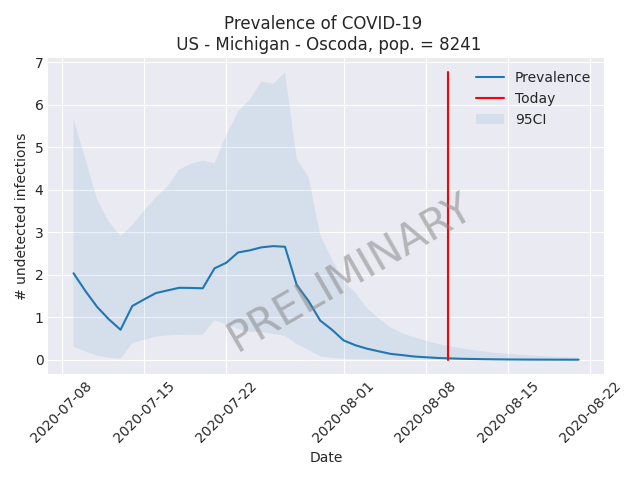 Prevalence of COVID-19
US - Michigan - Oscoda, pop. = 8241
7
6
5
4
3
2
1
0
# undetected infections
Prevalence
Today
95CI
PRELIMINARY
2020-07-08
2020-07-15
2020-07-22
2020-08-01
2020-08-08
2020-08-15
2020-08-22
Date